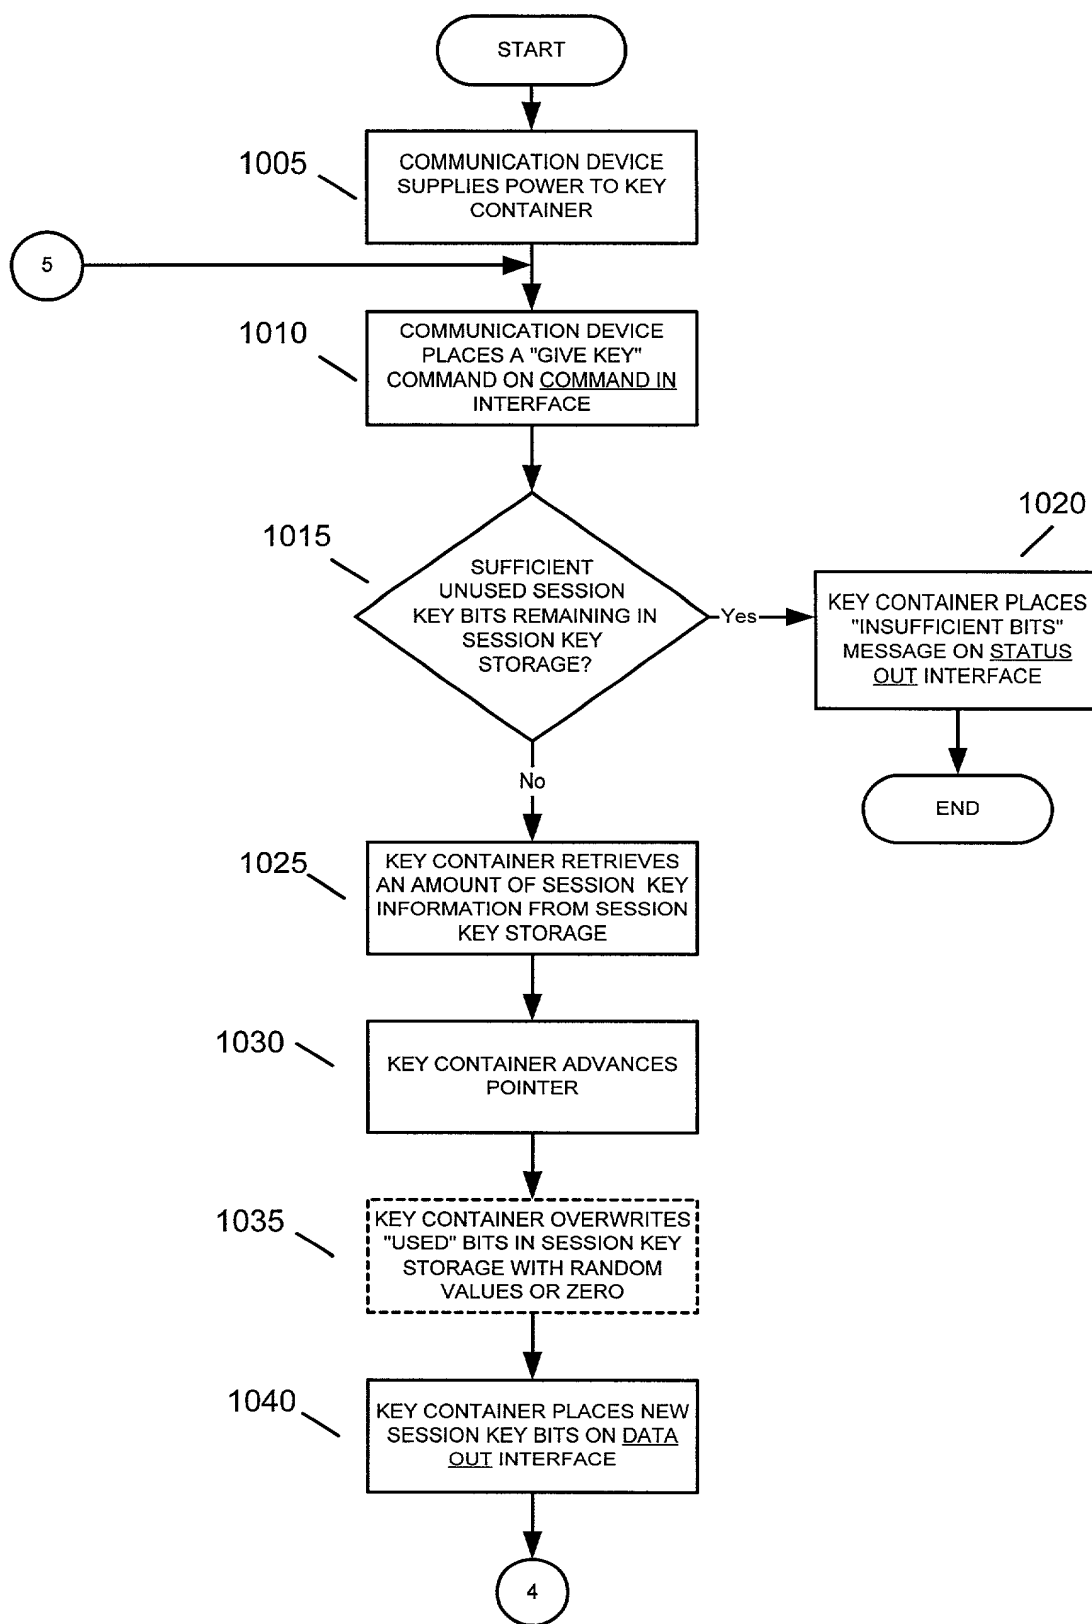 START
1005
COMMUNICATION DEVICE
SUPPLIES POWER TO KEY
CONTAINER
5
1010
COMMUNICATION DEVICE
PLACES A "GIVE KEY"
COMMAND ON COMMAND IN
INTERFACE
1015
SUFFICIENT
UNUSED SESSION
KEY BITS REMAINING IN
SESSION KEY
STORAGE?
Yes
1020
KEY CONTAINER PLACES
"INSUFFICIENT BITS"
MESSAGE ON STATUS
OUT INTERFACE
END
No
1025
KEY CONTAINER RETRIEVES
AN AMOUNT OF SESSION KEY
INFORMATION FROM SESSION
KEY STORAGE
1030
KEY CONTAINER ADVANCES
POINTER
1035
KEY CONTAINER OVERWRITES
"USED" BITS IN SESSION KEY
STORAGE WITH RANDOM
VALUES OR ZERO
1040
KEY CONTAINER PLACES NEW
SESSION KEY BITS ON DATA
OUT INTERFACE
4